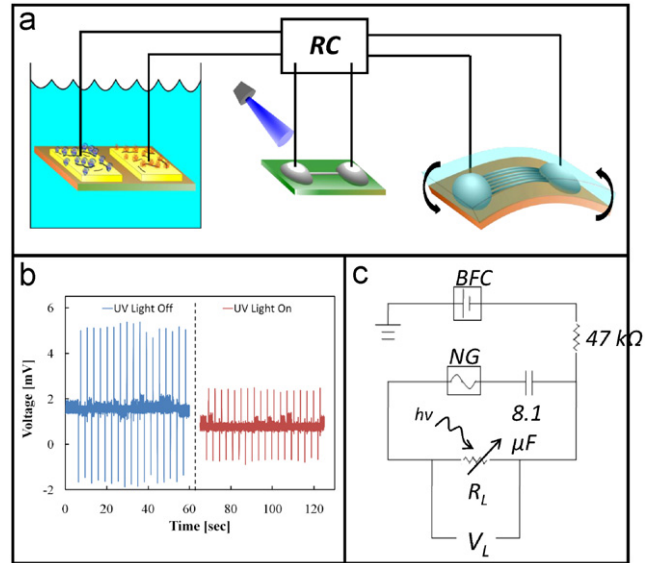 a
RC
b
UV Light Off
UV Light On
Voltage [mV]
6
4
2
0
-2
0 20 40 60 80 100 120
Time [sec]
c
BFC
47 kΩ
NG
8.1
μF
hν
R_L
V_L